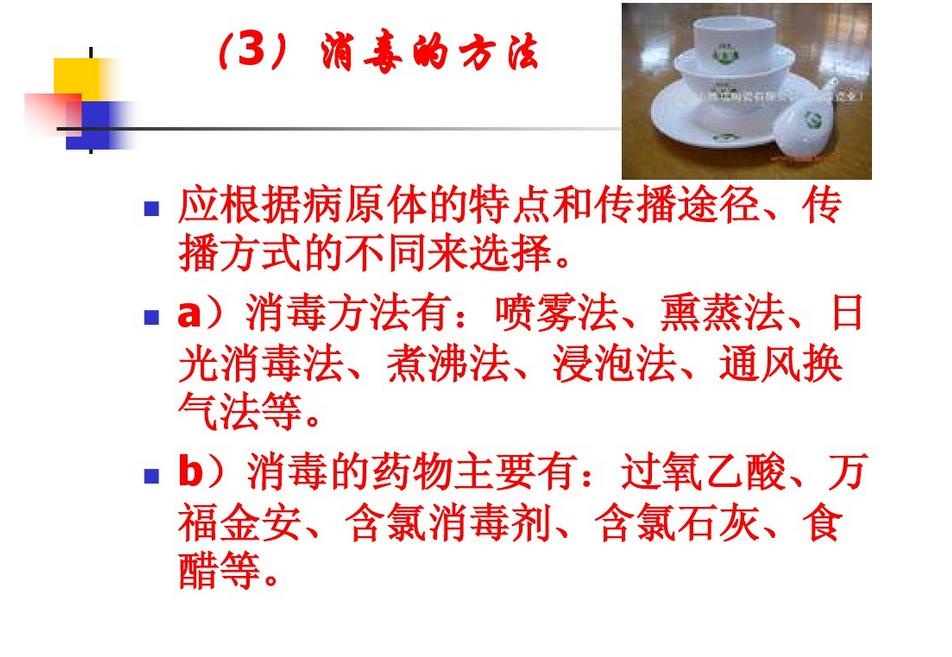 （3）消毒的方法
应根据病原体的特点和传播途径、传
播方式的不同来选择。
a）消毒方法有：喷雾法、熏蒸法、日
光消毒法、煮沸法、浸泡法、通风换
气法等。
b）消毒的药物主要有：过氧乙酸、万
福金安、含氯消毒剂、含氯石灰、食
醋等。